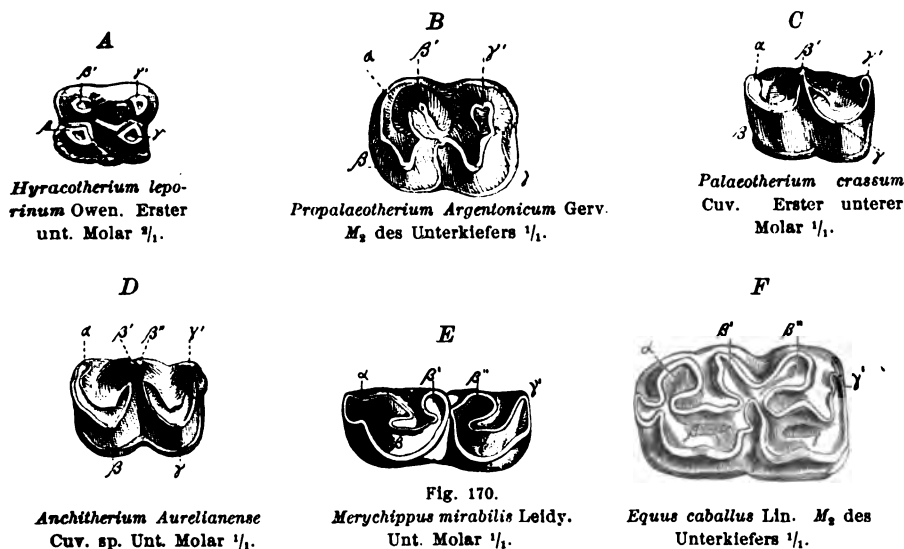 A
β' γ'
β γ
Hyracotherium lepo-
rinum Owen. Erster
unt. Molar ²/₁.
B
α β' γ'
β γ
Propalaeotherium Argentonicum Gerv.
M₂ des Unterkiefers ¹/₁.
C
α β' γ'
β γ
Palaeotherium crassum
Cuv. Erster unterer
Molar ¹/₁.
D
α β' β" γ'
β γ
Anchitherium Aurelianense
Cuv. sp. Unt. Molar ¹/₁.
E
α β' β" γ'
β
Fig. 170.
Merychippus mirabilis Leidy.
Unt. Molar ¹/₁.
F
β' β"
α γ'
Equus caballus Lin. M₂ des
Unterkiefers ¹/₁.